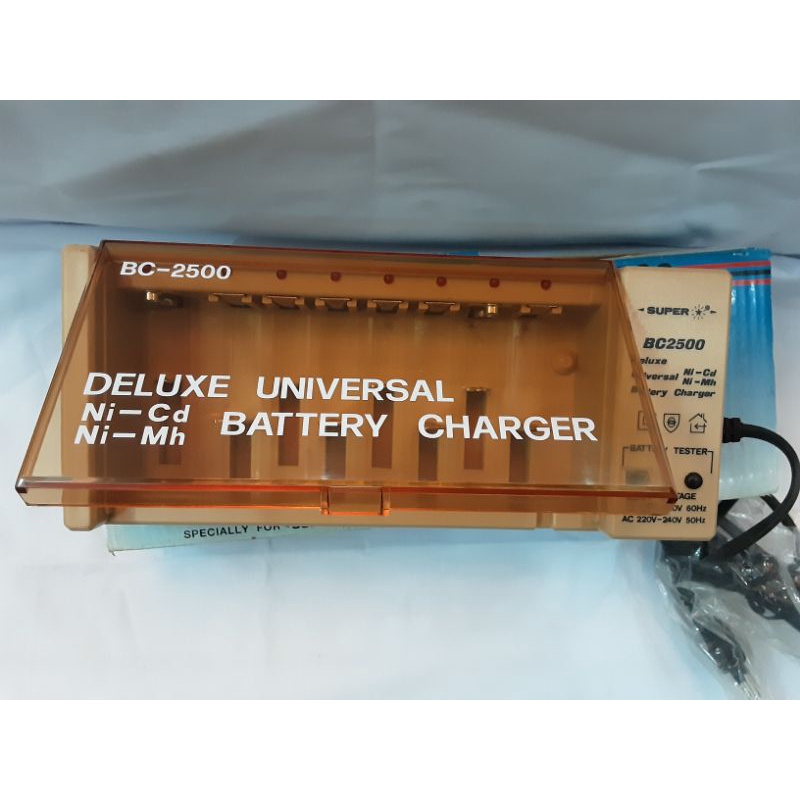 BC-2500
DELUXE UNIVERSAL
Ni-Cd
Ni-Mh BATTERY CHARGER
SUPER
BC2500
Ni-Cd
Ni-Mh
Charger
TESTER
60Hz
AC 220V-240V 50Hz
SPECIALLY FOR